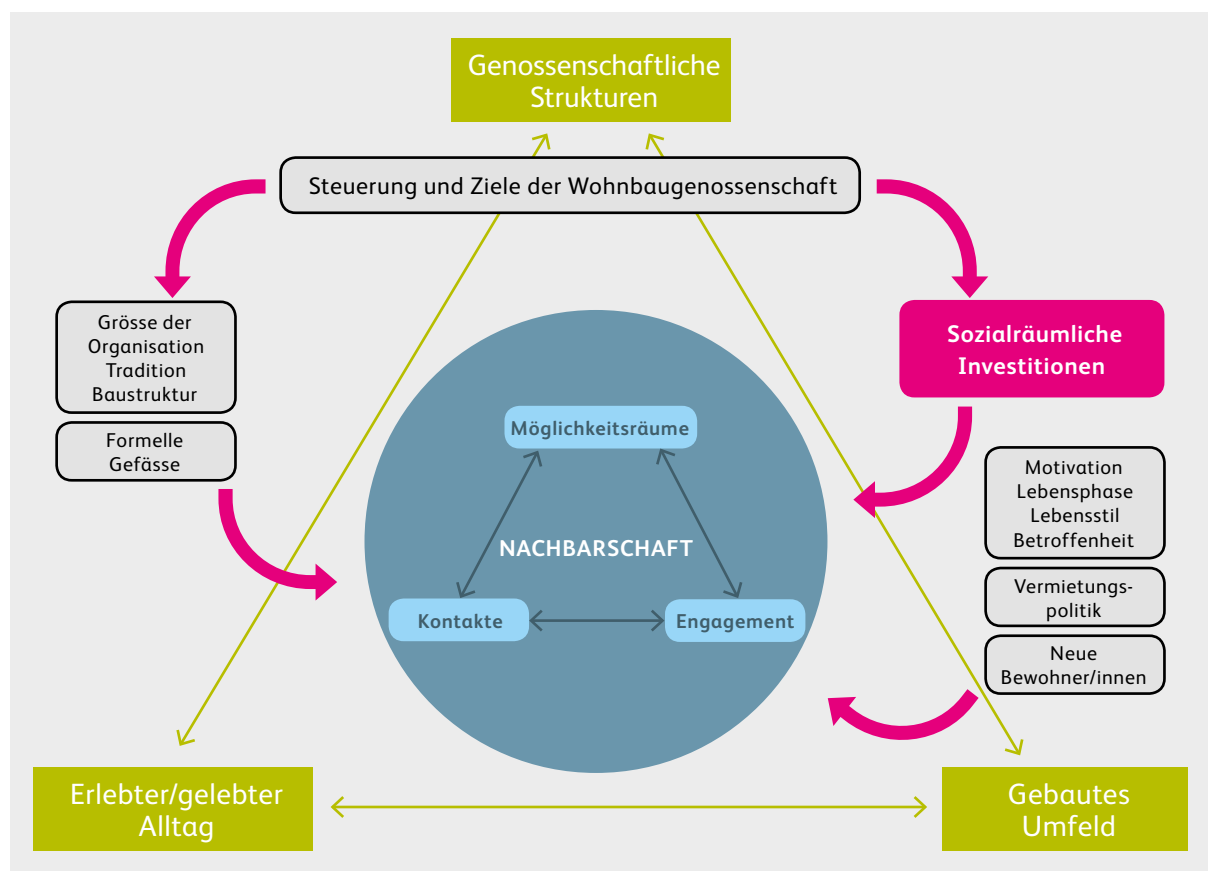 Genossenschaftliche
Strukturen
Steuerung und Ziele der Wohnbaugenossenschaft
Grösse der
Organisation
Tradition
Baustruktur
Formelle
Gefässe
Sozialräumliche
Investitionen
Möglichkeitsräume
NACHBARSCHAFT
Kontakte
Engagement
Motivation
Lebensphase
Lebensstil
Betroffenheit
Vermietungs-
politik
Neue
Bewohner/innen
Erlebter/gelebter
Alltag
Gebautes
Umfeld